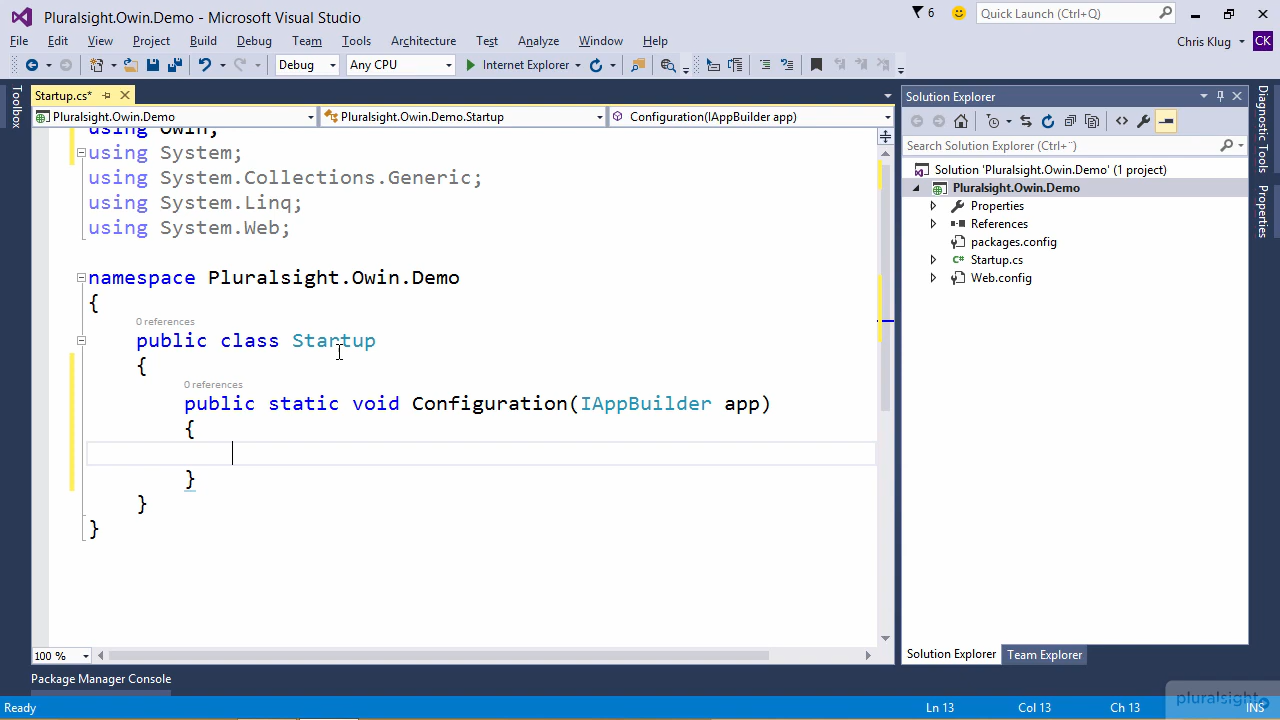 Pluralsight.Owin.Demo - Microsoft Visual Studio
6
Quick Launch (Ctrl+Q)
File Edit View Project Build Debug Team Tools Architecture Test Analyze Window Help
Chris Klug CK
Debug Any CPU Internet Explorer
Toolbox
Startup.cs*
Pluralsight.Owin.Demo Pluralsight.Owin.Demo.Startup Configuration(IAppBuilder app)
using Owin;
using System;
using System.Collections.Generic;
using System.Linq;
using System.Web;
namespace Pluralsight.Owin.Demo
{
0 references
public class Startup
{
0 references
public static void Configuration(IAppBuilder app)
{
}
}
}
100 %
Solution Explorer
Search Solution Explorer (Ctrl+¨)
Solution 'Pluralsight.Owin.Demo' (1 project)
Pluralsight.Owin.Demo
Properties
References
packages.config
C# Startup.cs
Web.config
Solution Explorer Team Explorer
Diagnostic Tools
Properties
Package Manager Console
Ready Ln 13 Col 13 Ch 13 INS
pluralsight